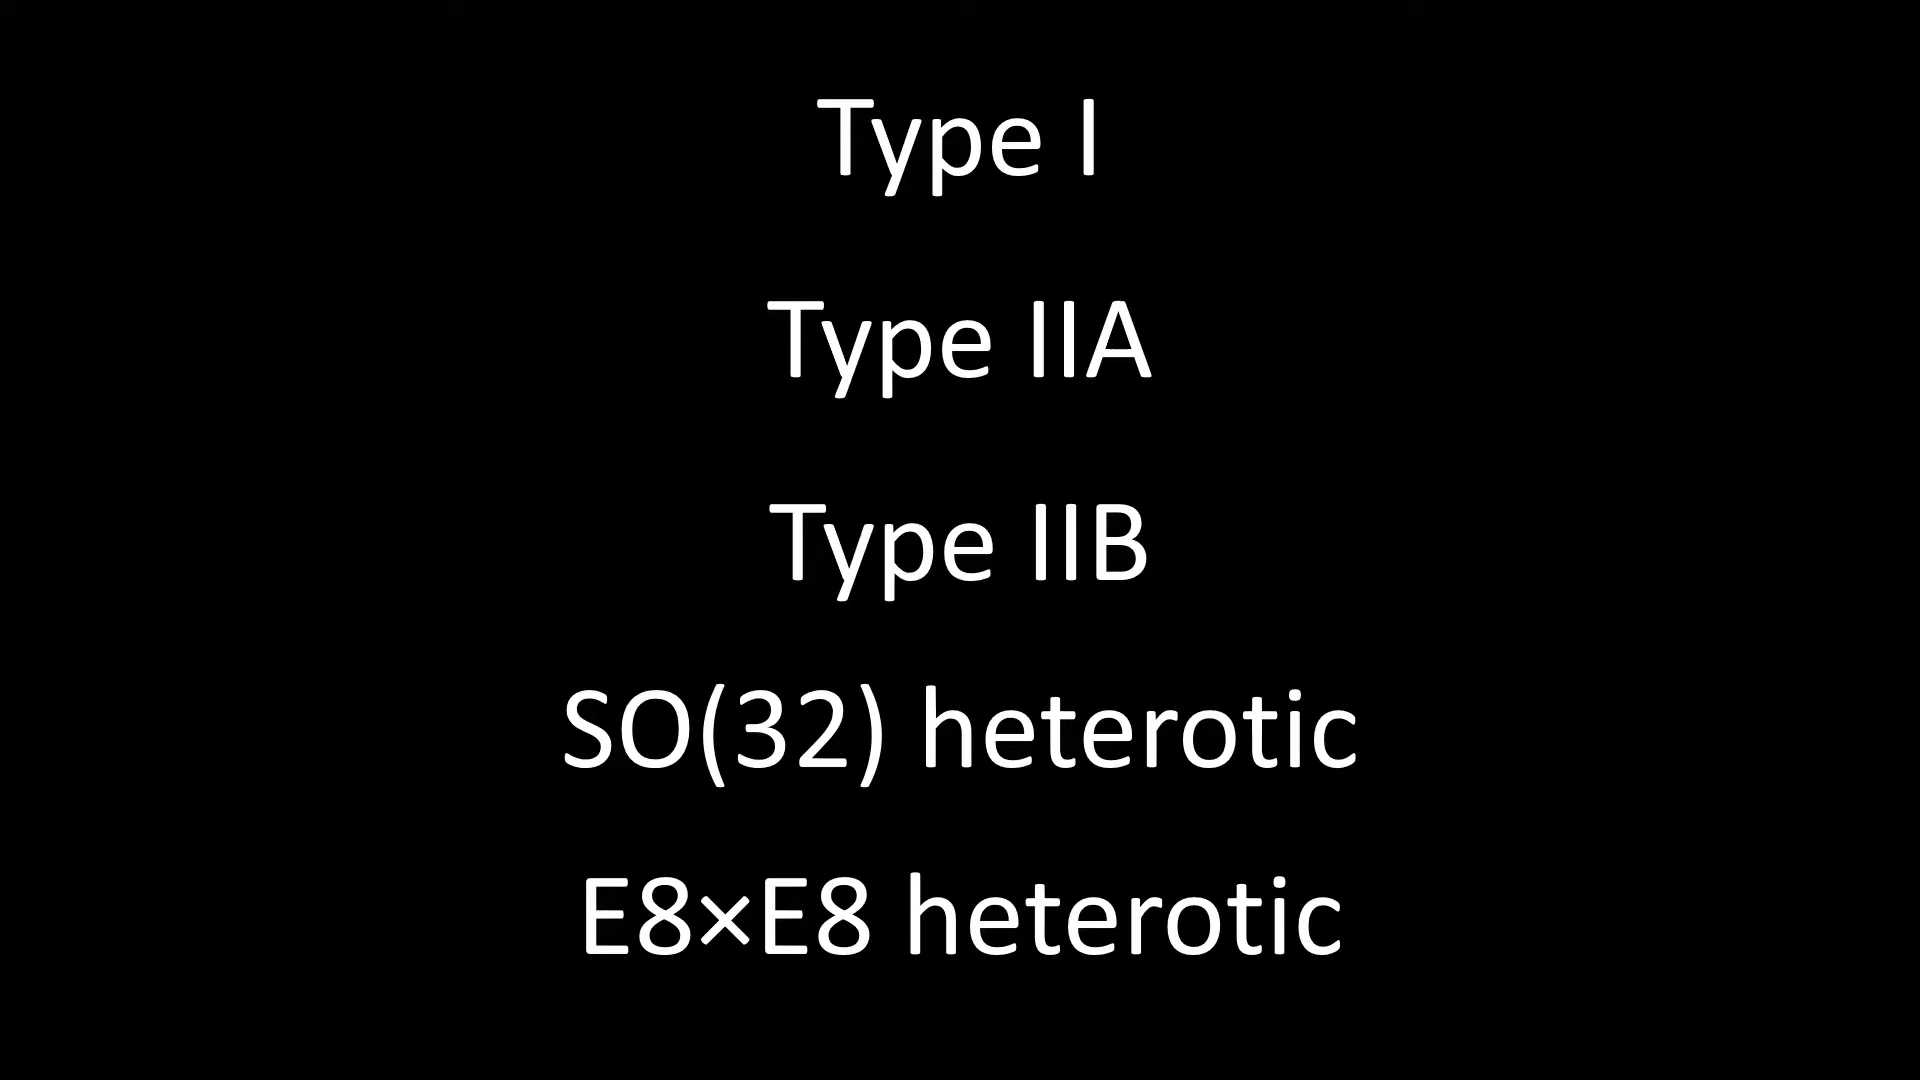 Type I
Type IIA
Type IIB
SO(32) heterotic
E8×E8 heterotic